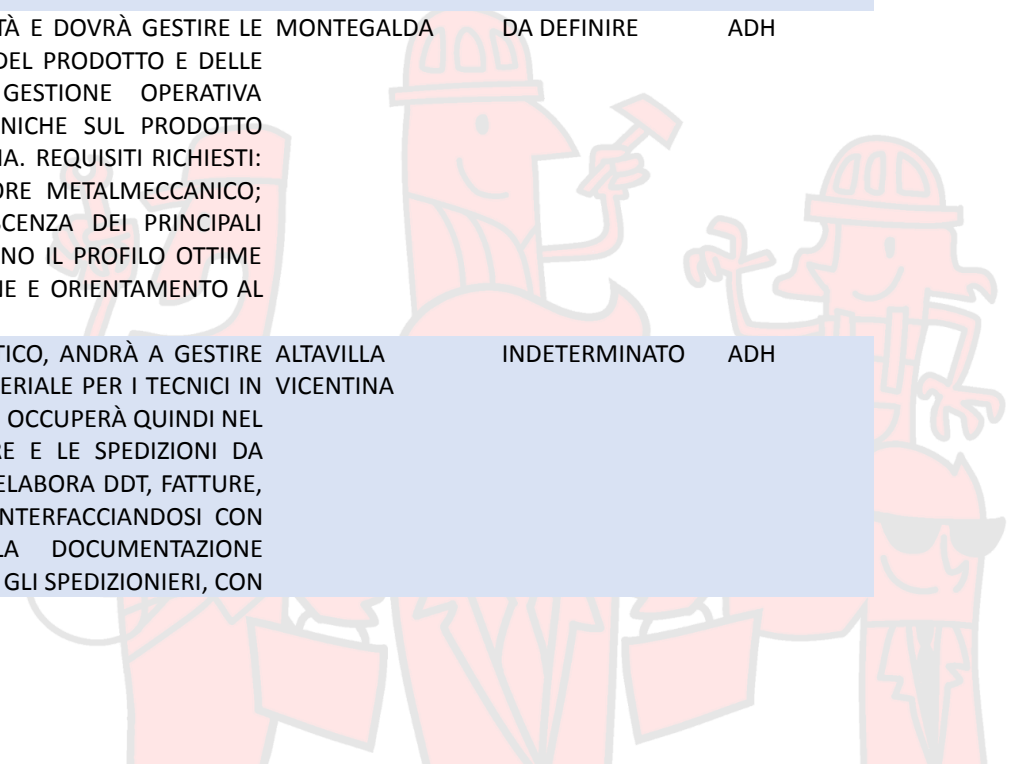 TÀ E DOVRÀ GESTIRE LE MONTEGALDA DA DEFINIRE ADH
DEL PRODOTTO E DELLE
GESTIONE OPERATIVA
NICHE SUL PRODOTTO
IA. REQUISITI RICHIESTI:
ORE METALMECCANICO;
SCENZA DEI PRINCIPALI
NO IL PROFILO OTTIME
NE E ORIENTAMENTO AL
TICO, ANDRÀ A GESTIRE ALTAVILLA INDETERMINATO ADH
ERIALE PER I TECNICI IN VICENTINA
OCCUPERÀ QUINDI NEL
RE E LE SPEDIZIONI DA
ELABORA DDT, FATTURE,
INTERFACCIANDOSI CON
LA DOCUMENTAZIONE
GLI SPEDIZIONIERI, CON